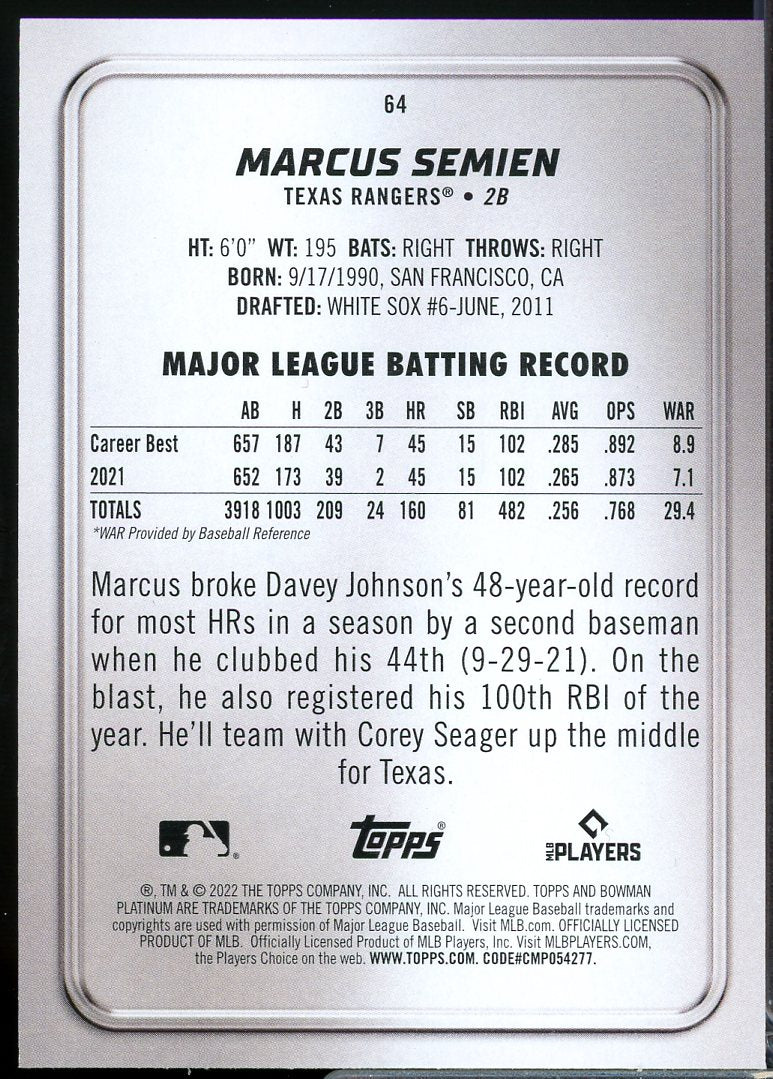 64
MARCUS SEMIEN
TEXAS RANGERS® • 2B
HT: 6'0" WT: 195 BATS: RIGHT THROWS: RIGHT
BORN: 9/17/1990, SAN FRANCISCO, CA
DRAFTED: WHITE SOX #6-JUNE, 2011
MAJOR LEAGUE BATTING RECORD
AB H 2B 3B HR SB RBI AVG OPS WAR
Career Best 657 187 43 7 45 15 102 .285 .892 8.9
2021 652 173 39 2 45 15 102 .265 .873 7.1
TOTALS 3918 1003 209 24 160 81 482 .256 .768 29.4
*WAR Provided by Baseball Reference
Marcus broke Davey Johnson's 48-year-old record
for most HRs in a season by a second baseman
when he clubbed his 44th (9-29-21). On the
blast, he also registered his 100th RBI of the
year. He'll team with Corey Seager up the middle
for Texas.
® Topps® MLB PLAYERS
®, TM & © 2022 THE TOPPS COMPANY, INC. ALL RIGHTS RESERVED. TOPPS AND BOWMAN
PLATINUM ARE TRADEMARKS OF THE TOPPS COMPANY, INC. Major League Baseball trademarks and
copyrights are used with permission of Major League Baseball. Visit MLB.com. OFFICIALLY LICENSED
PRODUCT OF MLB. Officially Licensed Product of MLB Players, Inc. Visit MLBPLAYERS.COM,
the Players Choice on the web. WWW.TOPPS.COM. CODE#CMP054277.